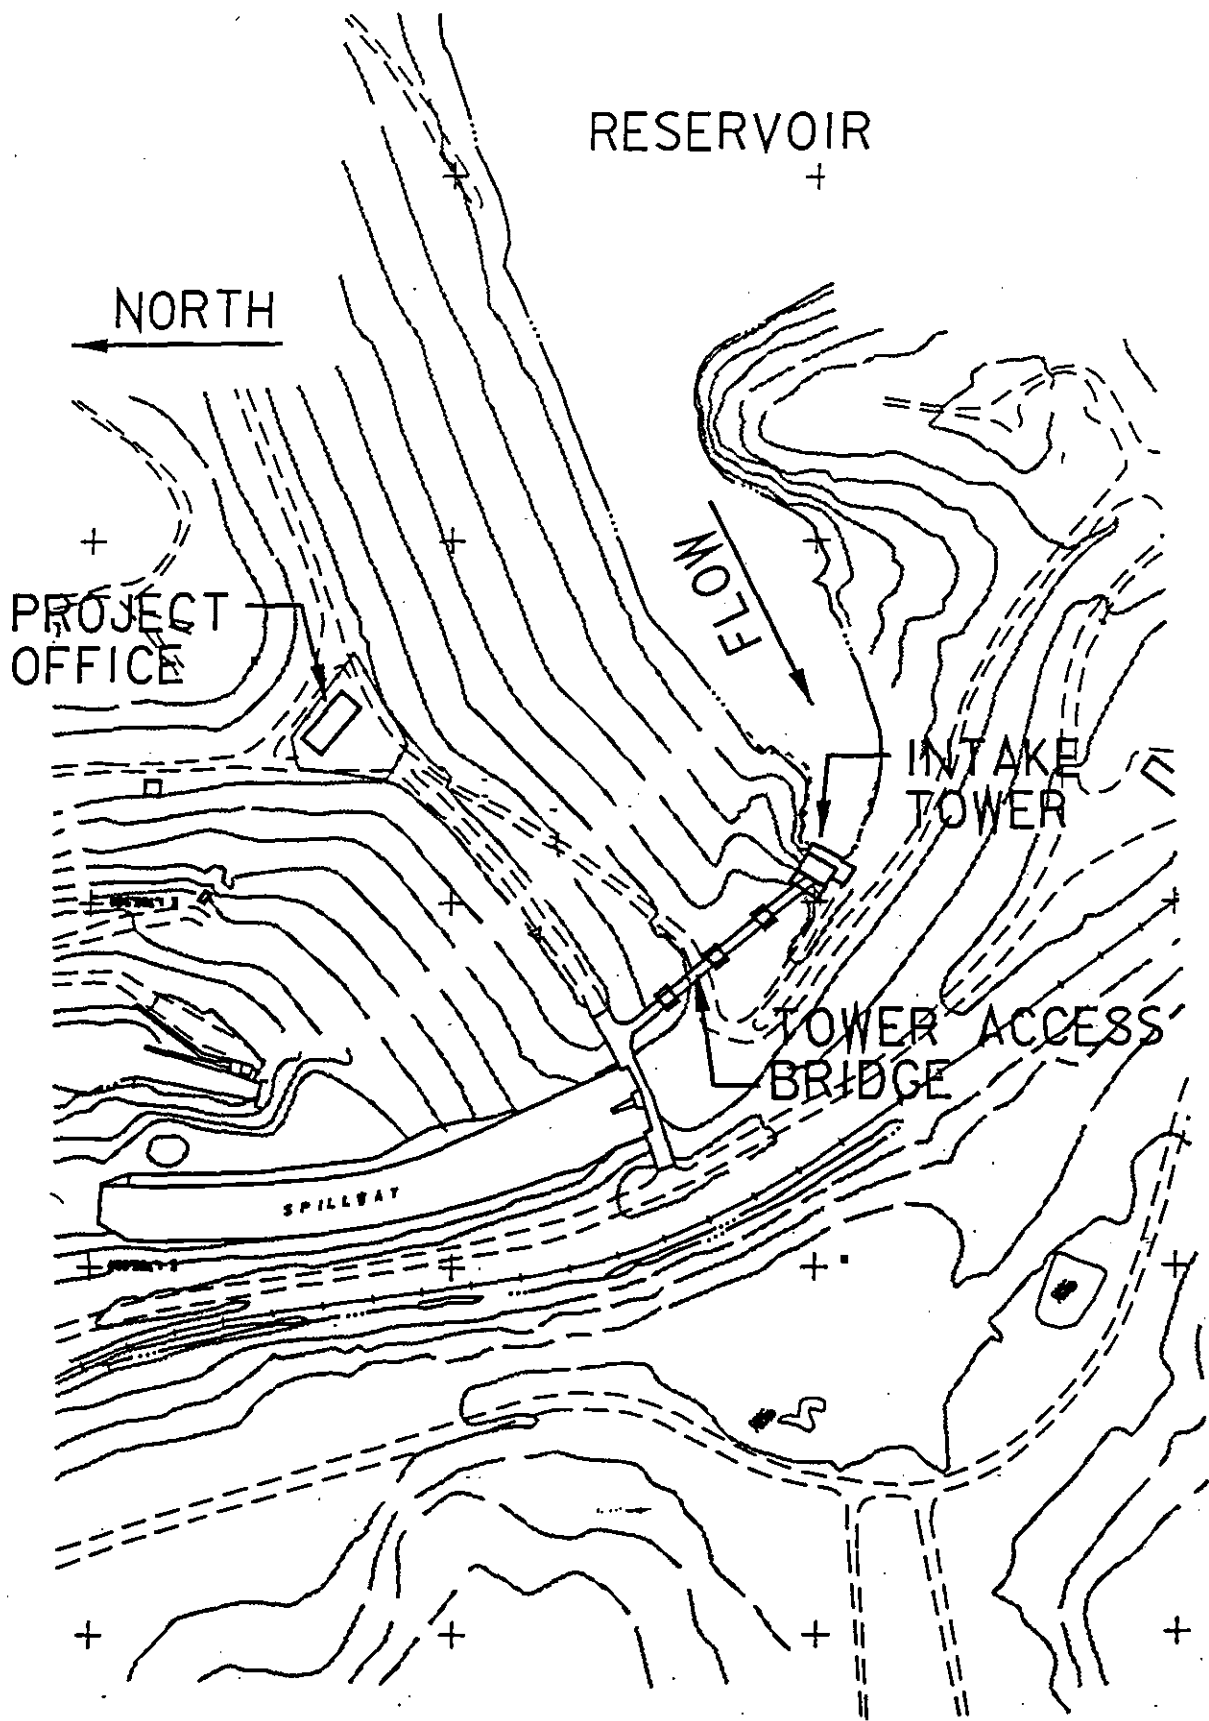 RESERVOIR
NORTH
FLOW
PROJECT
OFFICE
INTAKE
TOWER
TOWER ACCESS
BRIDGE
SPILLWAY